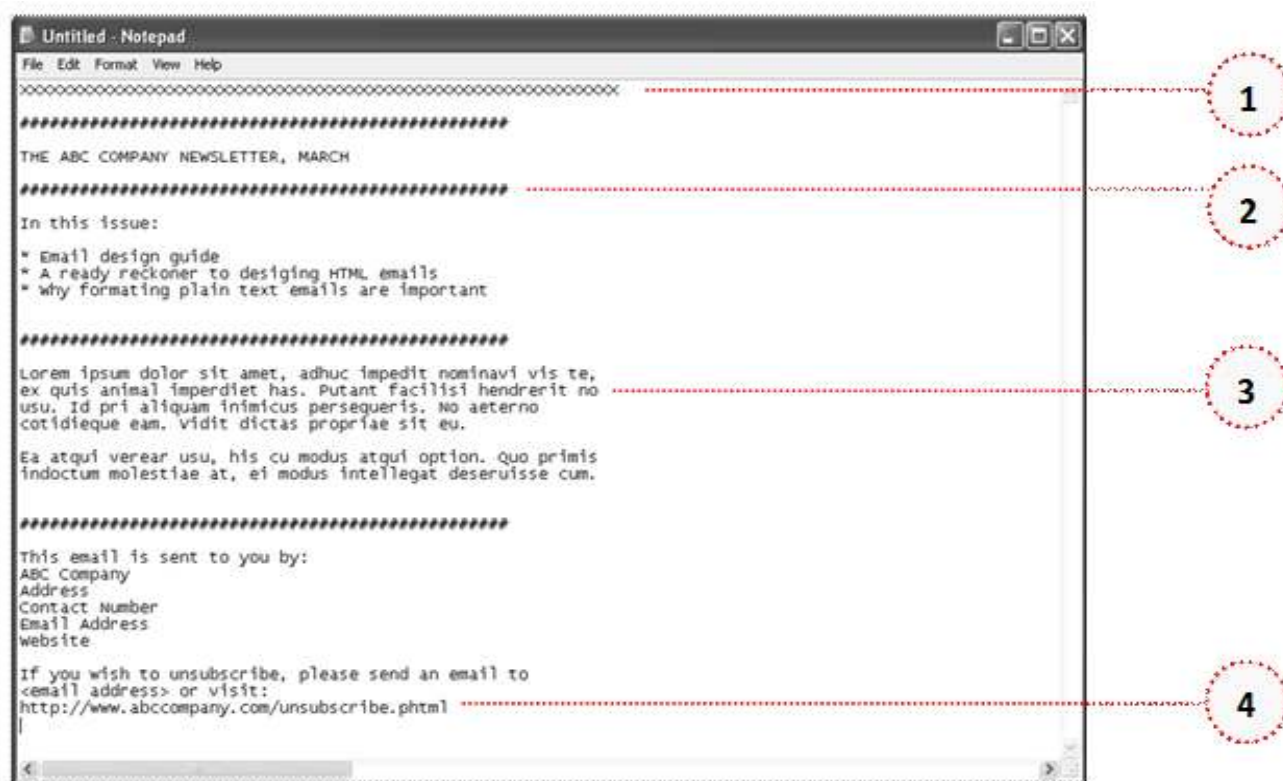 Untitled - Notepad
File Edit Format View Help
XXXXXXXXXXXXXXXXXXXXXXXXXXXXXXXXXXXXXXXXXXXXXXXXXXXXXXXXXXXX
1
#################################################
THE ABC COMPANY NEWSLETTER, MARCH
#################################################
2
In this issue:
* Email design guide
* A ready reckoner to desiging HTML emails
* Why formating plain text emails are important
#################################################
Lorem ipsum dolor sit amet, adhuc impedit nominavi vis te,
ex quis animal imperdiet has. Putant facilisi hendrerit no
3
usu. Id pri aliquam inimicus persequeris. No aeterno
cotidieque eam. Vidit dictas propriae sit eu.
Ea atqui verear usu, his cu modus atqui option. Quo primis
indoctum molestiae at, ei modus intellegat deseruisse cum.
#################################################
This email is sent to you by:
ABC Company
Address
Contact Number
Email Address
Website
If you wish to unsubscribe, please send an email to
<email address> or visit:
http://www.abccompany.com/unsubscribe.phtml
4